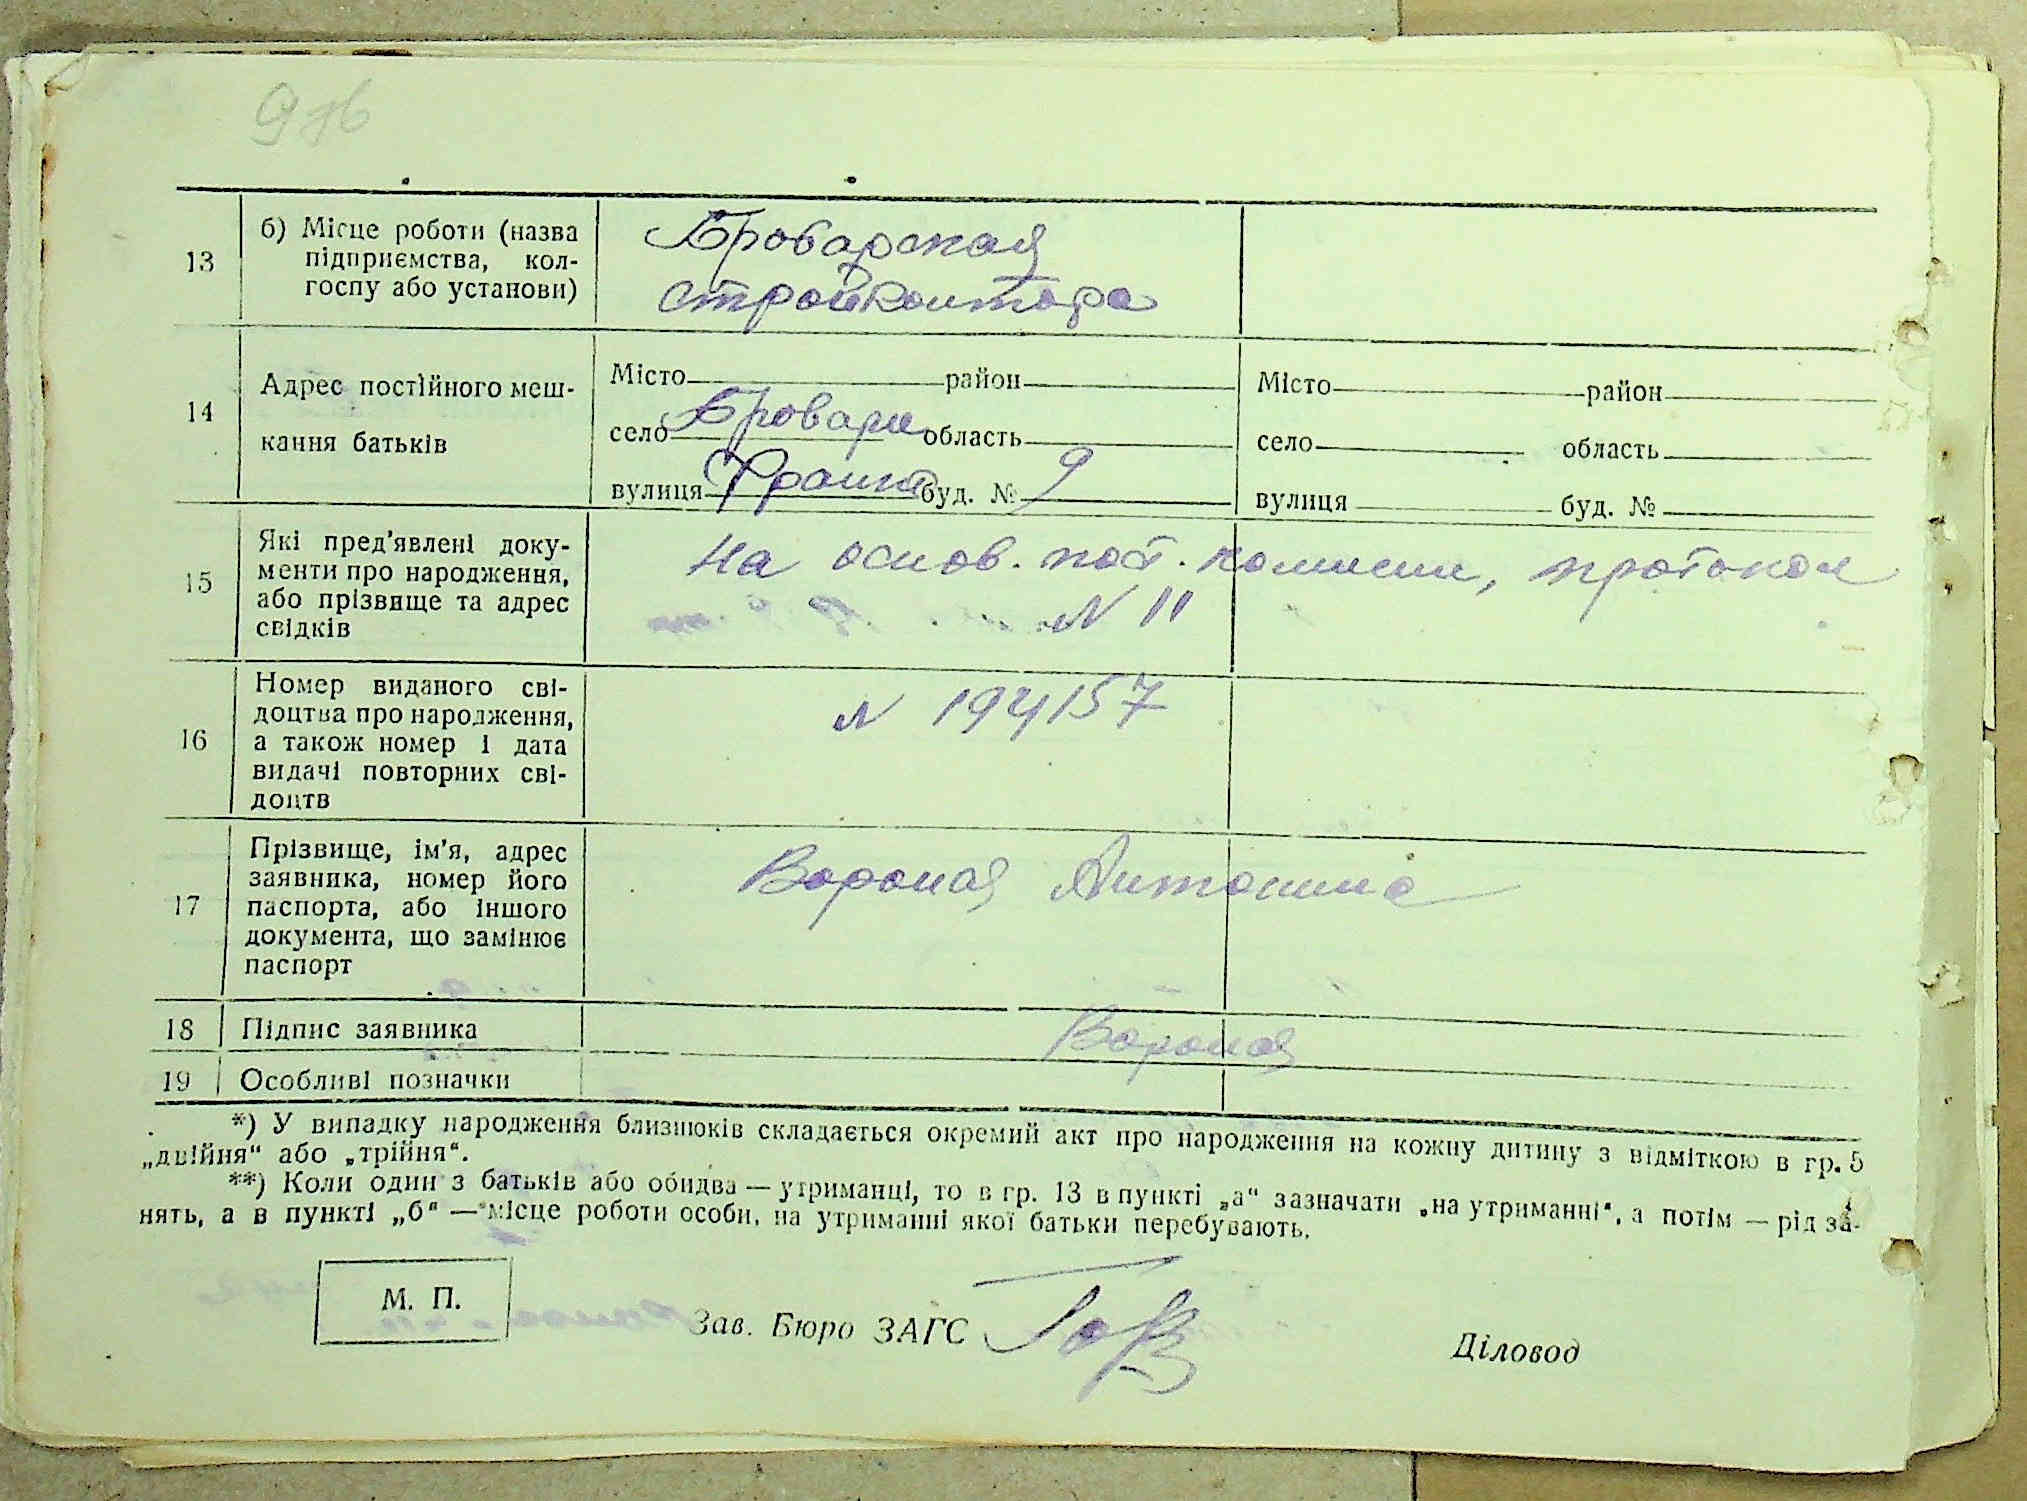 13
б) Місце роботи (назва
підприємства, кол-
госпу або установи)
Броварская
стройконтора
14
Адрес постійного меш-
кання батьків
Місто район
село Бровари область
вулиця Франка буд. № 9
Місто район
село область
вулиця буд. №
15
Які пред'явлені доку-
менти про народження,
або прізвище та адрес
свідків
На основ. пост. комиссии, протокол
N 11
16
Номер виданого сві-
доцтва про народження,
а також номер і дата
видачі повторних сві-
доцтв
N 194157
17
Прізвище, ім'я, адрес
заявника, номер його
паспорта, або іншого
документа, що замінює
паспорт
Вороная Антонина
18 Підпис заявника
Вороная
19 Особливі позначки
*) У випадку народження близнюків складається окремий акт про народження на кожну дитину з відміткою в гр. 5
„двійня“ або „трійня“.
**) Коли один з батьків або обидва — утриманці, то в гр. 13 в пункті „а“ зазначати „на утриманні“, а потім — рід за-
нять, а в пункті „б“ — місце роботи особи, на утриманні якої батьки перебувають.
М. П.
Зав. Бюро ЗАГС
Діловод